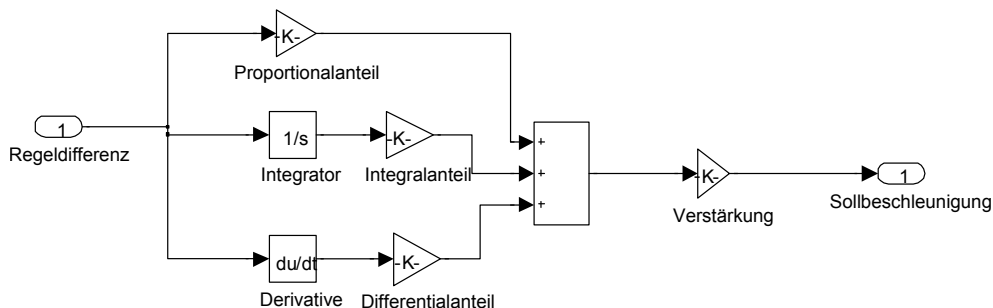 -K-
Proportionalanteil
1
Regeldifferenz
1/s
Integrator
-K-
Integralanteil
+
+
+
-K-
Verstärkung
1
Sollbeschleunigung
du/dt
Derivative
-K-
Differentialanteil